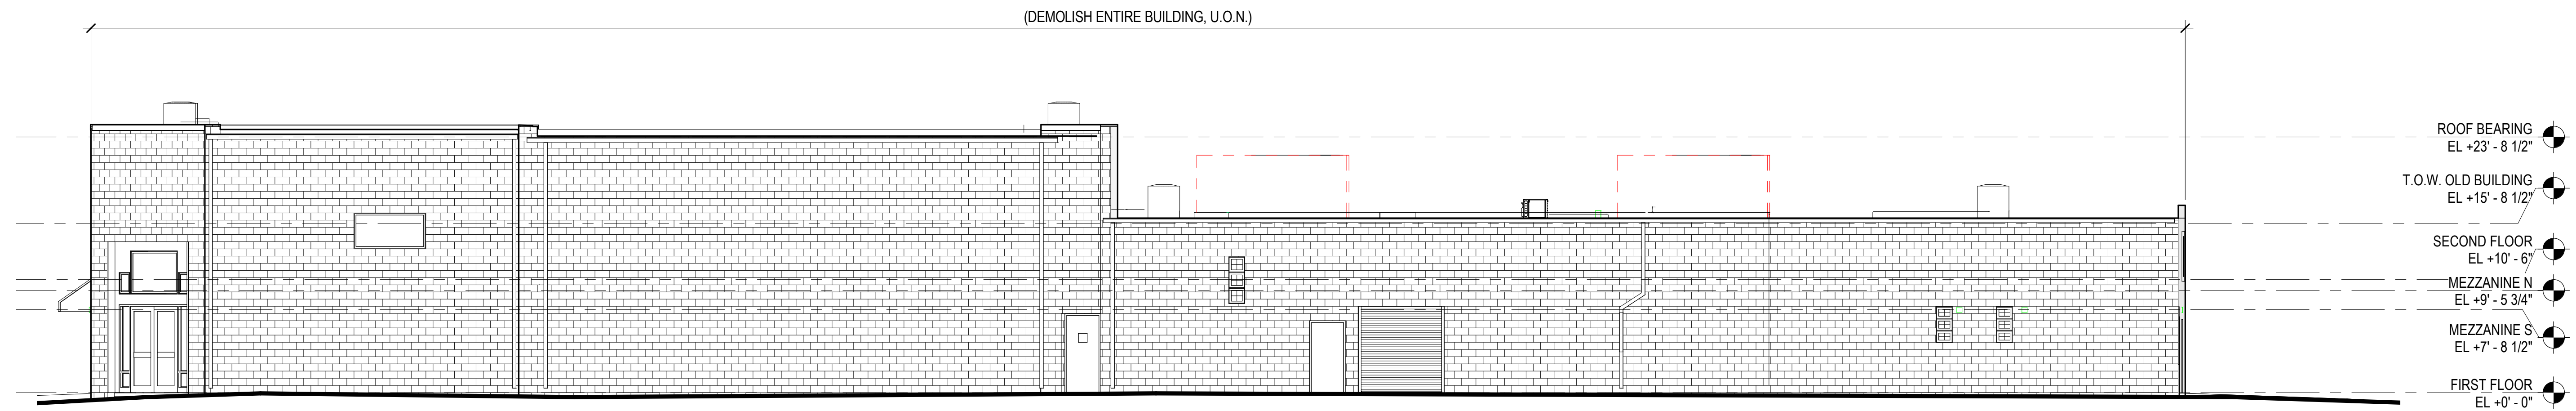 (DEMOLISH ENTIRE BUILDING, U.O.N.)
ROOF BEARING
EL +23' - 8 1/2"
T.O.W. OLD BUILDING
EL +15' - 8 1/2"
SECOND FLOOR
EL +10' - 6"
MEZZANINE N
EL +9' - 5 3/4"
MEZZANINE S
EL +7' - 8 1/2"
FIRST FLOOR
EL +0' - 0"